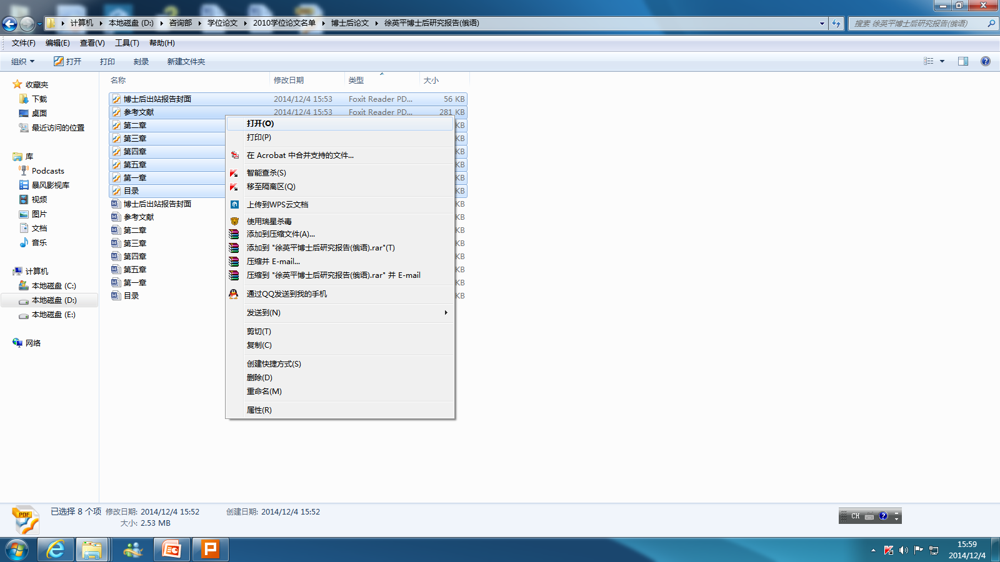 计算机 本地磁盘 (D:) 咨询部 学位论文 2010学位论文名单 博士后论文 徐英平博士后研究报告(俄语)
搜索 徐英平博士后研究报告(俄语)
文件(F) 编辑(E) 查看(V) 工具(T) 帮助(H)
组织 打开 打印 刻录 新建文件夹
收藏夹
下载
桌面
最近访问的位置
库
Podcasts
暴风影视库
视频
图片
文档
音乐
计算机
本地磁盘 (C:)
本地磁盘 (D:)
本地磁盘 (E:)
网络
名称 修改日期 类型 大小
博士后出站报告封面 2014/12/4 15:53 Foxit Reader PD... 56 KB
参考文献 2014/12/4 15:53 Foxit Reader PD... 281 KB
第二章 KB
第三章 KB
第四章 KB
第五章 KB
第一章 KB
目录 KB
博士后出站报告封面 KB
参考文献 KB
第二章 KB
第三章 KB
第四章 KB
第五章 KB
第一章 KB
目录 KB
打开(O)
打印(P)
在 Acrobat 中合并支持的文件...
智能查杀(S)
移至隔离区(Q)
上传到WPS云文档
使用瑞星杀毒
添加到压缩文件(A)...
添加到 "徐英平博士后研究报告(俄语).rar"(T)
压缩并 E-mail...
压缩到 "徐英平博士后研究报告(俄语).rar" 并 E-mail
通过QQ发送到我的手机
发送到(N)
剪切(T)
复制(C)
创建快捷方式(S)
删除(D)
重命名(M)
属性(R)
PDF
已选择 8 个项 修改日期: 2014/12/4 15:52 创建日期: 2014/12/4 15:52
大小: 2.53 MB
CH
15:59
2014/12/4